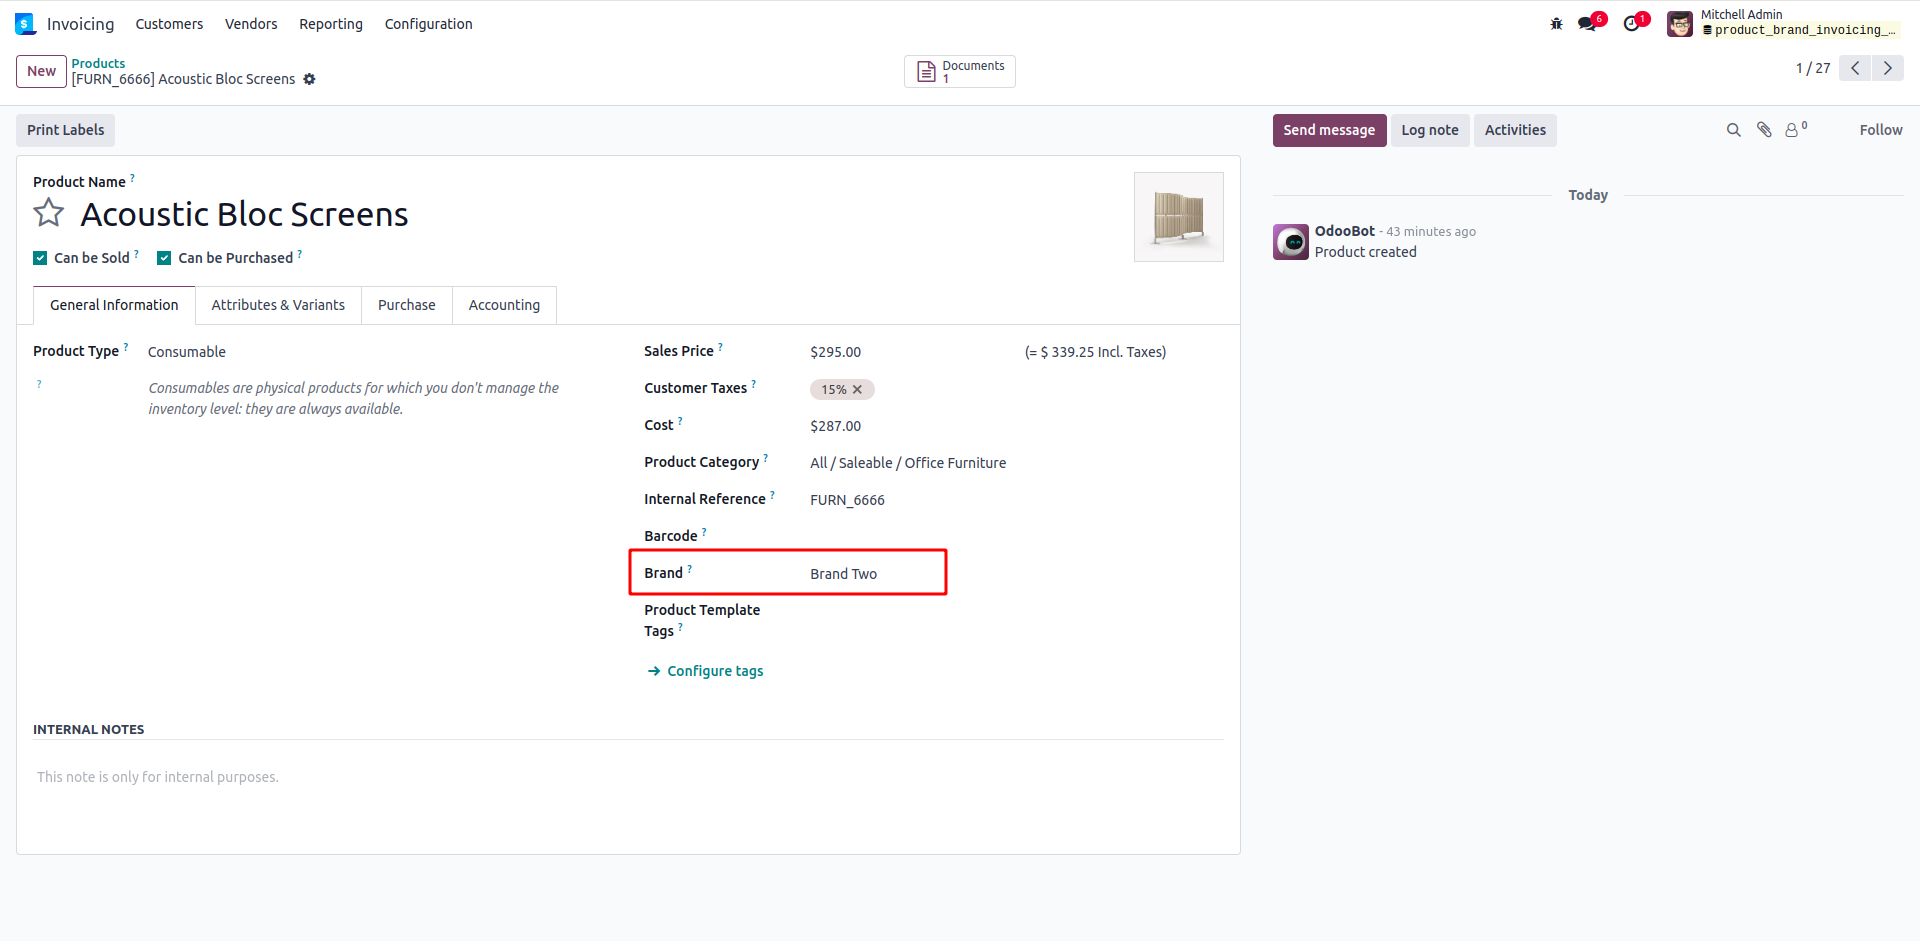 Invoicing Customers Vendors Reporting Configuration 6 1 Mitchell Admin
product_brand_invoicing_...
New Products
[FURN_6666] Acoustic Bloc Screens
Documents
1
1 / 27
Print Labels
Send message Log note Activities 0 Follow
Product Name ?
Acoustic Bloc Screens
Can be Sold ? Can be Purchased ?
General Information Attributes & Variants Purchase Accounting
Product Type ? Consumable
? Consumables are physical products for which you don't manage the
inventory level: they are always available.
Sales Price ? $295.00 (= $ 339.25 Incl. Taxes)
Customer Taxes ? 15% ×
Cost ? $287.00
Product Category ? All / Saleable / Office Furniture
Internal Reference ? FURN_6666
Barcode ?
Brand ? Brand Two
Product Template
Tags ?
→ Configure tags
INTERNAL NOTES
This note is only for internal purposes.
Today
OdooBot - 43 minutes ago
Product created